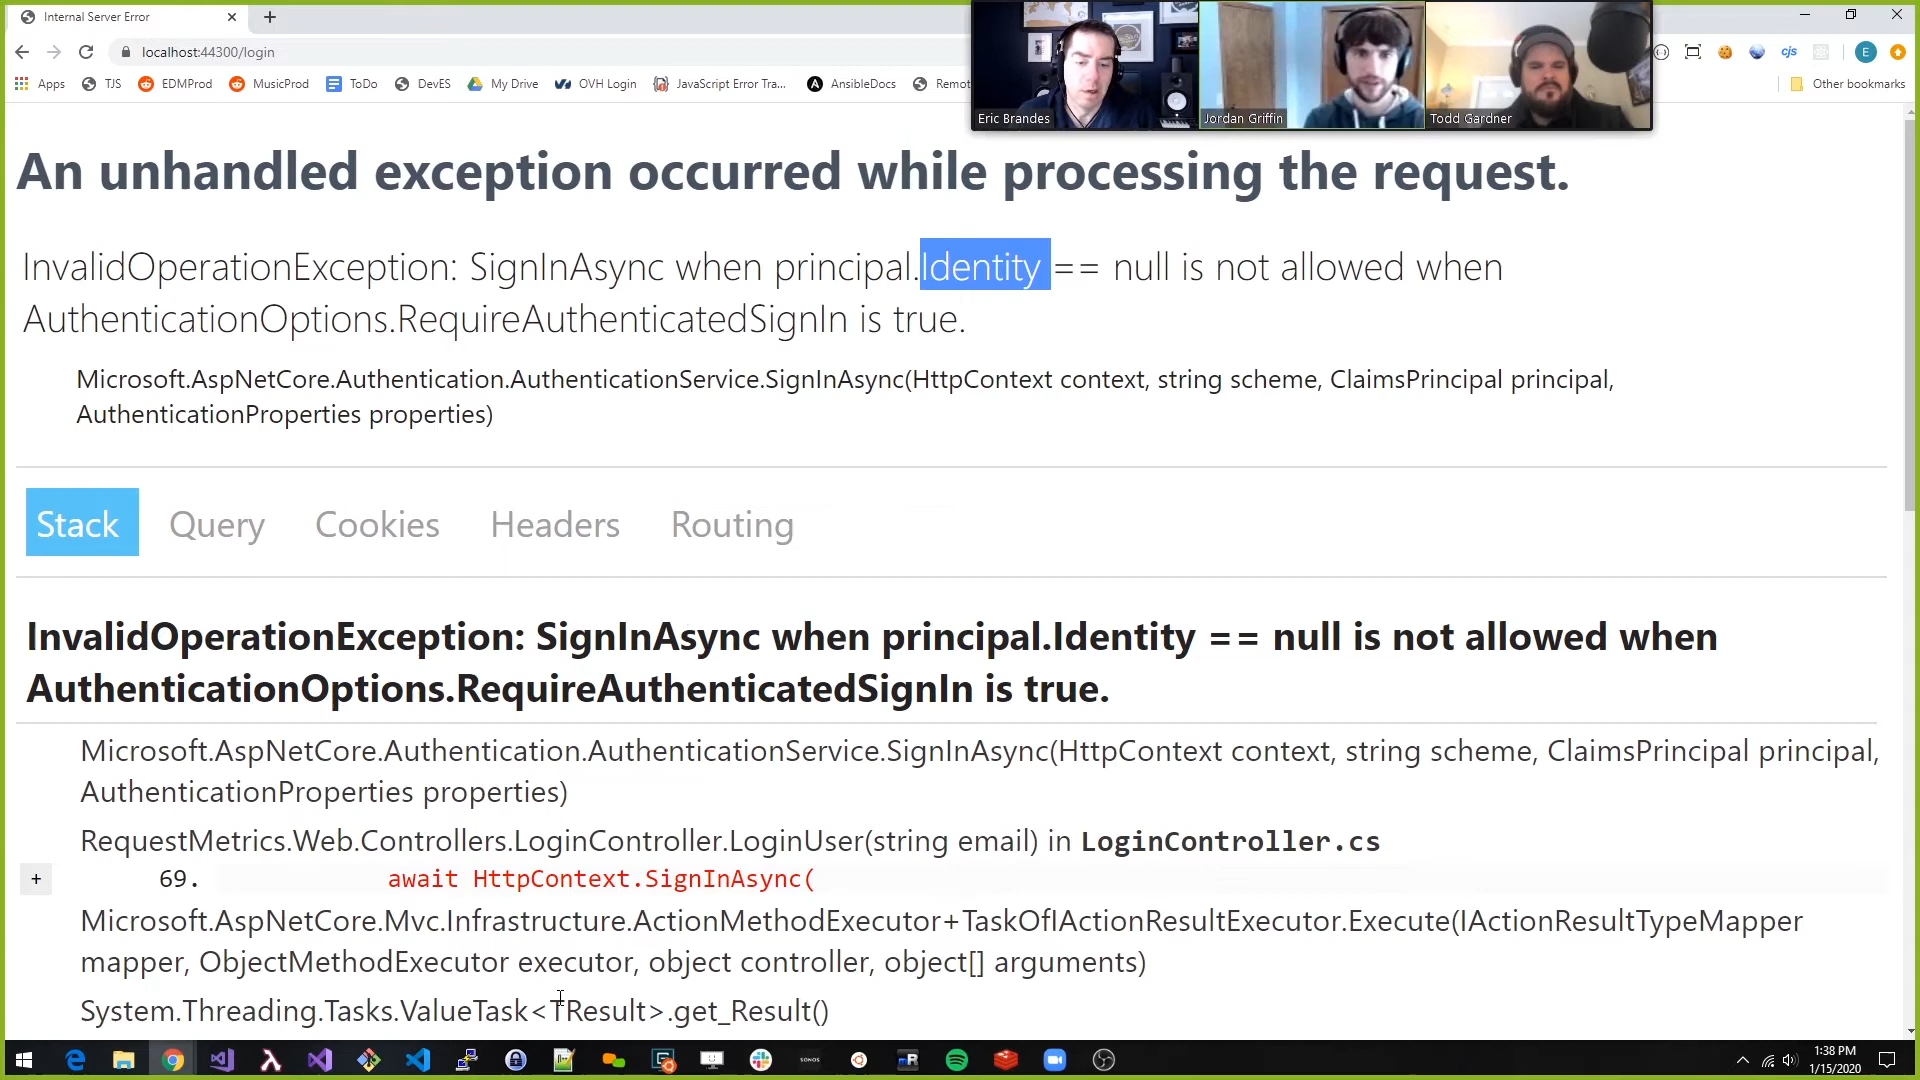 Internal Server Error
localhost:44300/login
Apps
TJS
EDMProd
MusicProd
ToDo
DevES
My Drive
OVH Login
JavaScript Error Tra...
AnsibleDocs
Remot
cjs
E
Other bookmarks
Eric Brandes
Jordan Griffin
Todd Gardner
An unhandled exception occurred while processing the request.
InvalidOperationException: SignInAsync when principal.Identity == null is not allowed when
AuthenticationOptions.RequireAuthenticatedSignIn is true.
Microsoft.AspNetCore.Authentication.AuthenticationService.SignInAsync(HttpContext context, string scheme, ClaimsPrincipal principal,
AuthenticationProperties properties)
Stack Query Cookies Headers Routing
InvalidOperationException: SignInAsync when principal.Identity == null is not allowed when
AuthenticationOptions.RequireAuthenticatedSignIn is true.
Microsoft.AspNetCore.Authentication.AuthenticationService.SignInAsync(HttpContext context, string scheme, ClaimsPrincipal principal,
AuthenticationProperties properties)
RequestMetrics.Web.Controllers.LoginController.LoginUser(string email) in LoginController.cs
+ 69. await HttpContext.SignInAsync(
Microsoft.AspNetCore.Mvc.Infrastructure.ActionMethodExecutor+TaskOfIActionResultExecutor.Execute(IActionResultTypeMapper
mapper, ObjectMethodExecutor executor, object controller, object[] arguments)
System.Threading.Tasks.ValueTask<TResult>.get_Result()
SONOS
1:38 PM
1/15/2020